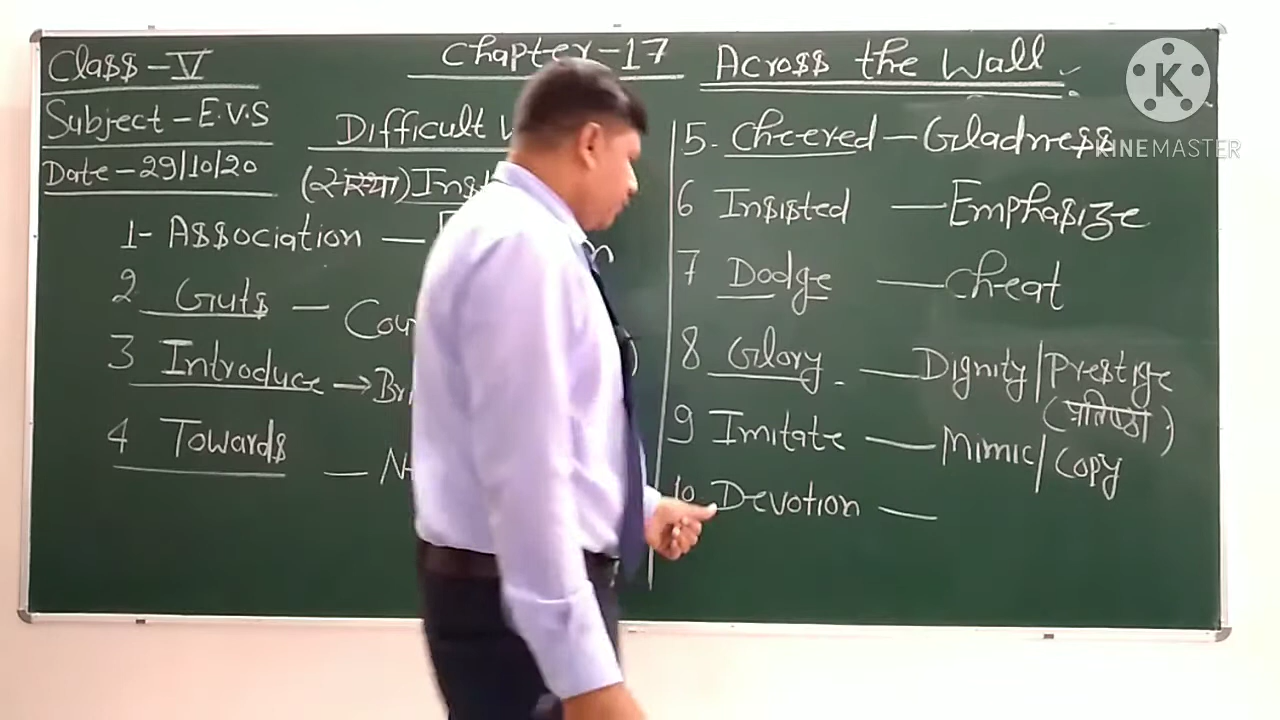 Class - V
Subject - E.V.S
Date - 29/10/20
Chapter - 17 Across the Wall
Difficult
(संस्था)
1- Association —
2 Guts —
3 Introduce →
4 Towards —
5. Cheered — Gladness
6 Insisted — Emphasize
7 Dodge — Cheat
8 Glory — Dignity/Prestige
(प्रतिष्ठा)
9 Imitate — Mimic/Copy
10 Devotion —
K
KINEMASTER